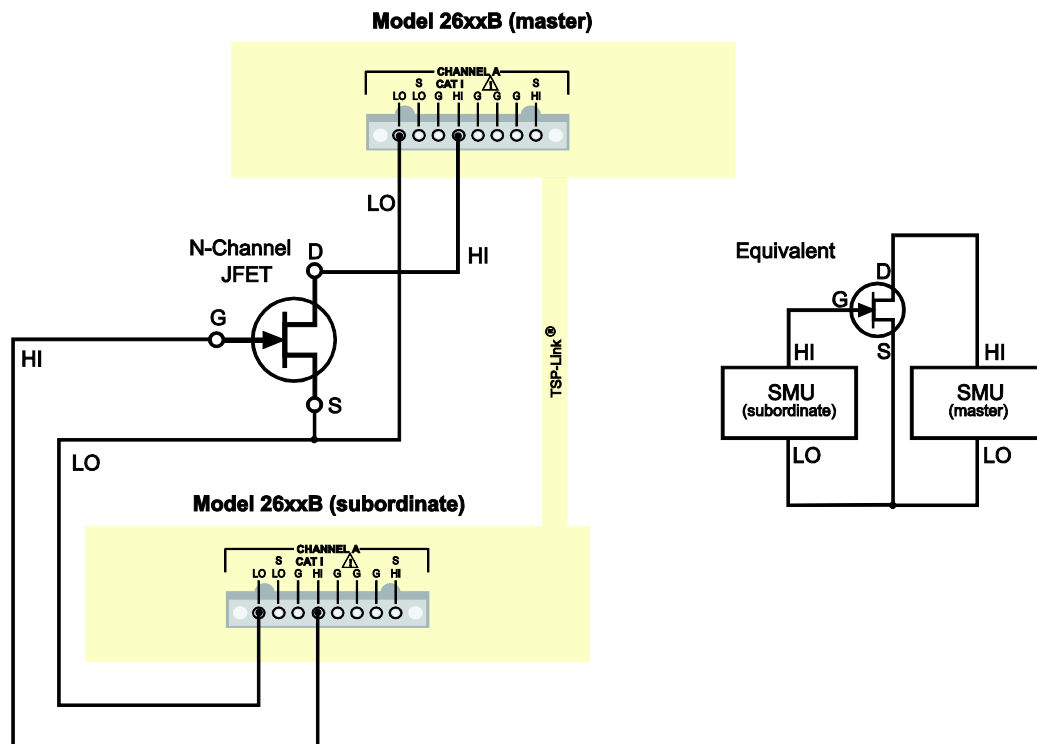 Model 26xxB (master)
CHANNEL A
S CAT I S
LO LO G HI G G G HI
LO
HI
N-Channel
JFET
D
G
S
HI
LO
TSP-Link®
Equivalent
D
G
S
HI
HI
SMU
(subordinate)
SMU
(master)
LO
LO
Model 26xxB (subordinate)
CHANNEL A
S CAT I S
LO LO G HI G G G HI